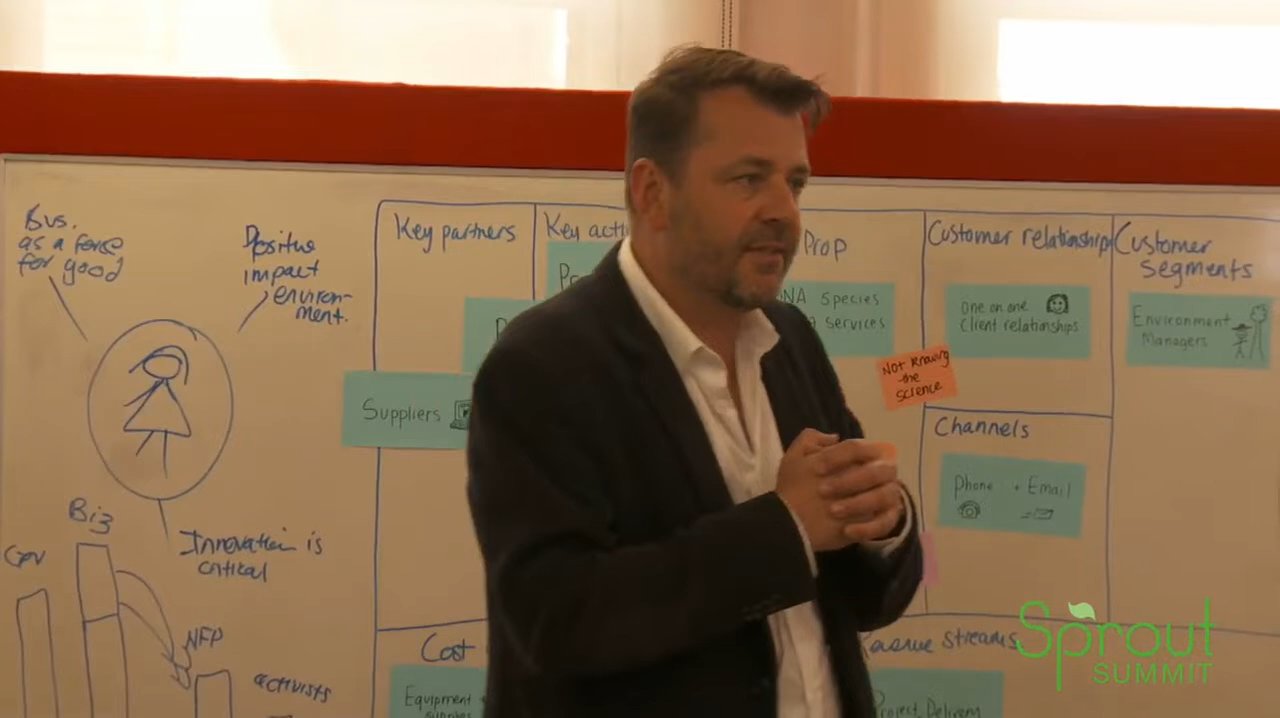 Bus.
as a force
for good
Positive
impact
environ-
ment.
Innovation is
critical
Gov
Biz
NFP
activists
Key partners
Suppliers
Key acti
Prop
NA Species
services
Not knowing
the
science
Customer relationship
one on one
Client relationships
Channels
Phone + Email
Customer
Segments
Environment
Managers
Cost
Equipment
supplies
Streams
Project Delivery
Sprout
SUMMIT